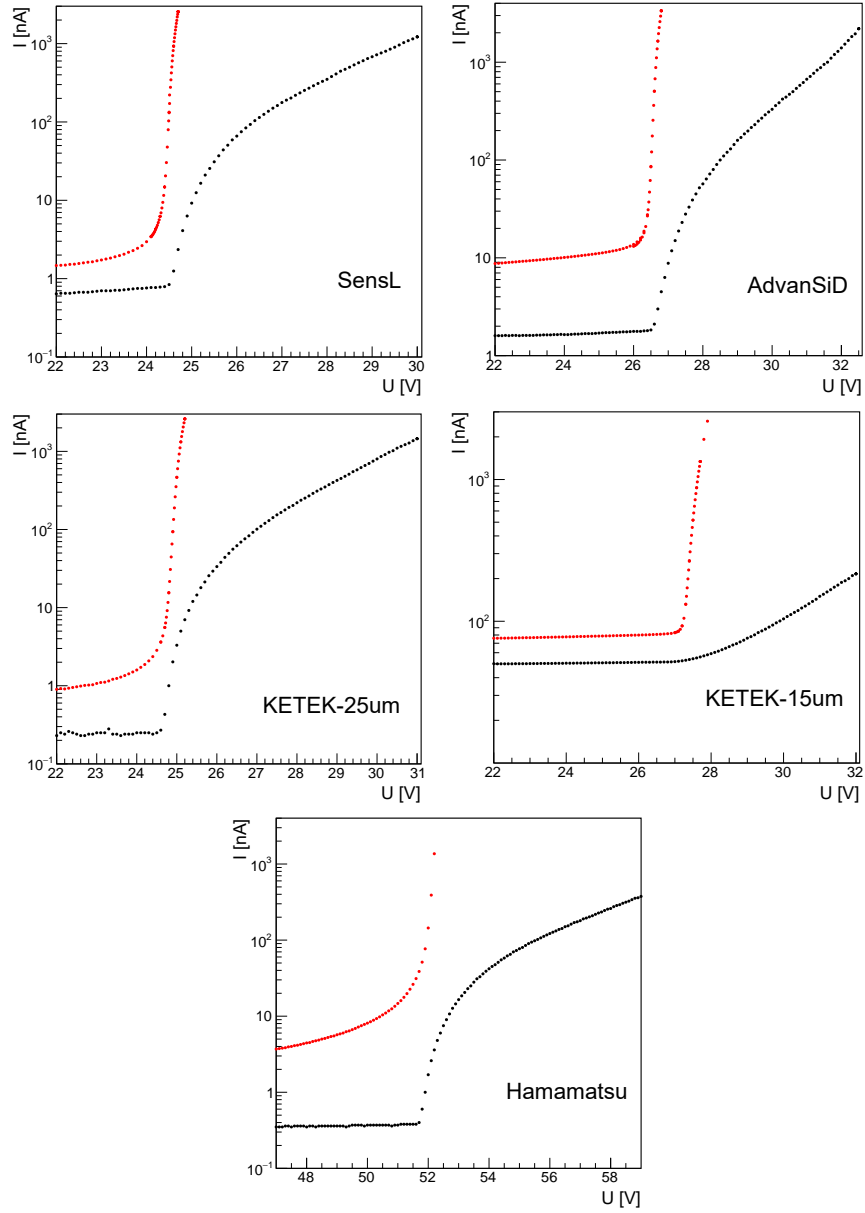 I [nA]
10³
10²
10
1
10⁻¹
22 23 24 25 26 27 28 29 30
U [V]
SensL
I [nA]
10³
10²
10
1
22 24 26 28 30 32
U [V]
AdvanSiD
I [nA]
10³
10²
10
1
10⁻¹
22 23 24 25 26 27 28 29 30 31
U [V]
KETEK-25um
I [nA]
10³
10²
22 24 26 28 30 32
U [V]
KETEK-15um
I [nA]
10³
10²
10
1
10⁻¹
48 50 52 54 56 58
U [V]
Hamamatsu